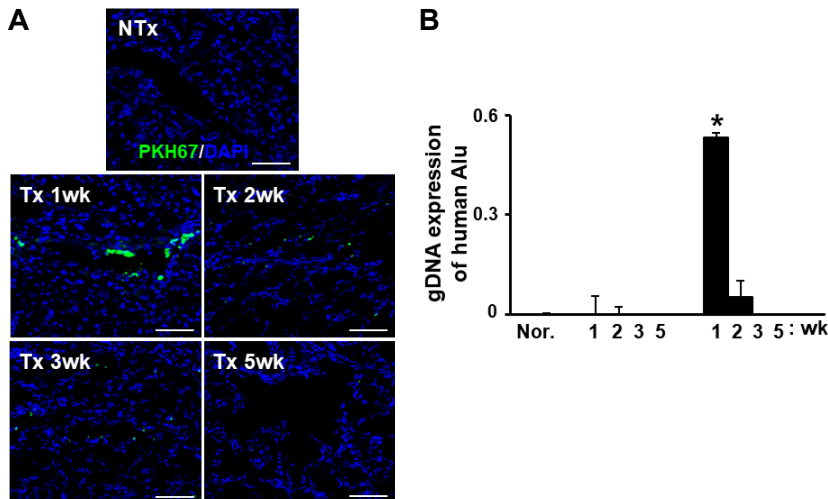 A
NTx
PKH67/DAPI
Tx 1wk
Tx 2wk
Tx 3wk
Tx 5wk
B
gDNA expression
of human Alu
0.6
0.3
0
*
Nor. 1 2 3 5 1 2 3 5 : wk